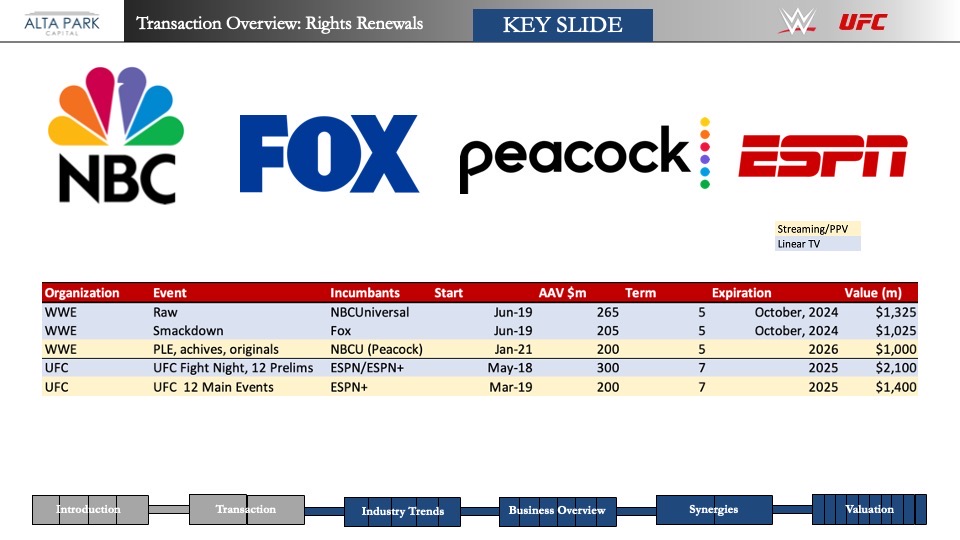 ALTA PARK
CAPITAL
Transaction Overview: Rights Renewals
KEY SLIDE
W
UFC
NBC
FOX
peacock
ESPN
Streaming/PPV
Linear TV
Organization Event Incumbants Start AAV $m Term Expiration Value (m)
WWE Raw NBCUniversal Jun-19 265 5 October, 2024 $1,325
WWE Smackdown Fox Jun-19 205 5 October, 2024 $1,025
WWE PLE, achives, originals NBCU (Peacock) Jan-21 200 5 2026 $1,000
UFC UFC Fight Night, 12 Prelims ESPN/ESPN+ May-18 300 7 2025 $2,100
UFC UFC 12 Main Events ESPN+ Mar-19 200 7 2025 $1,400
Introduction Transaction Industry Trends Business Overview Synergies Valuation